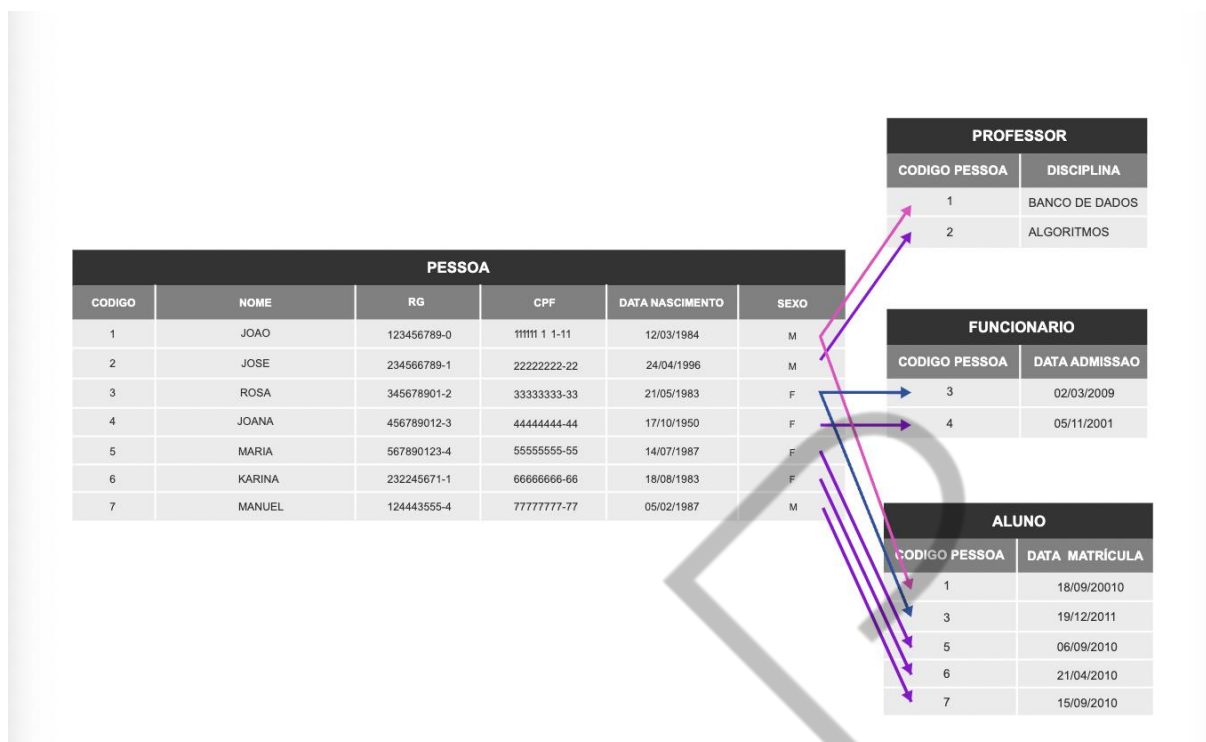 PROFESSOR
CODIGO PESSOA DISCIPLINA
1 BANCO DE DADOS
2 ALGORITMOS
PESSOA
CODIGO NOME RG CPF DATA NASCIMENTO SEXO
1 JOAO 123456789-0 111111 1 1-11 12/03/1984 M
2 JOSE 234566789-1 22222222-22 24/04/1996 M
3 ROSA 345678901-2 33333333-33 21/05/1983 F
4 JOANA 456789012-3 44444444-44 17/10/1950 F
5 MARIA 567890123-4 55555555-55 14/07/1987 F
6 KARINA 232245671-1 66666666-66 18/08/1983 F
7 MANUEL 124443555-4 77777777-77 05/02/1987 M
FUNCIONARIO
CODIGO PESSOA DATA ADMISSAO
3 02/03/2009
4 05/11/2001
ALUNO
CODIGO PESSOA DATA MATRÍCULA
1 18/09/20010
3 19/12/2011
5 06/09/2010
6 21/04/2010
7 15/09/2010